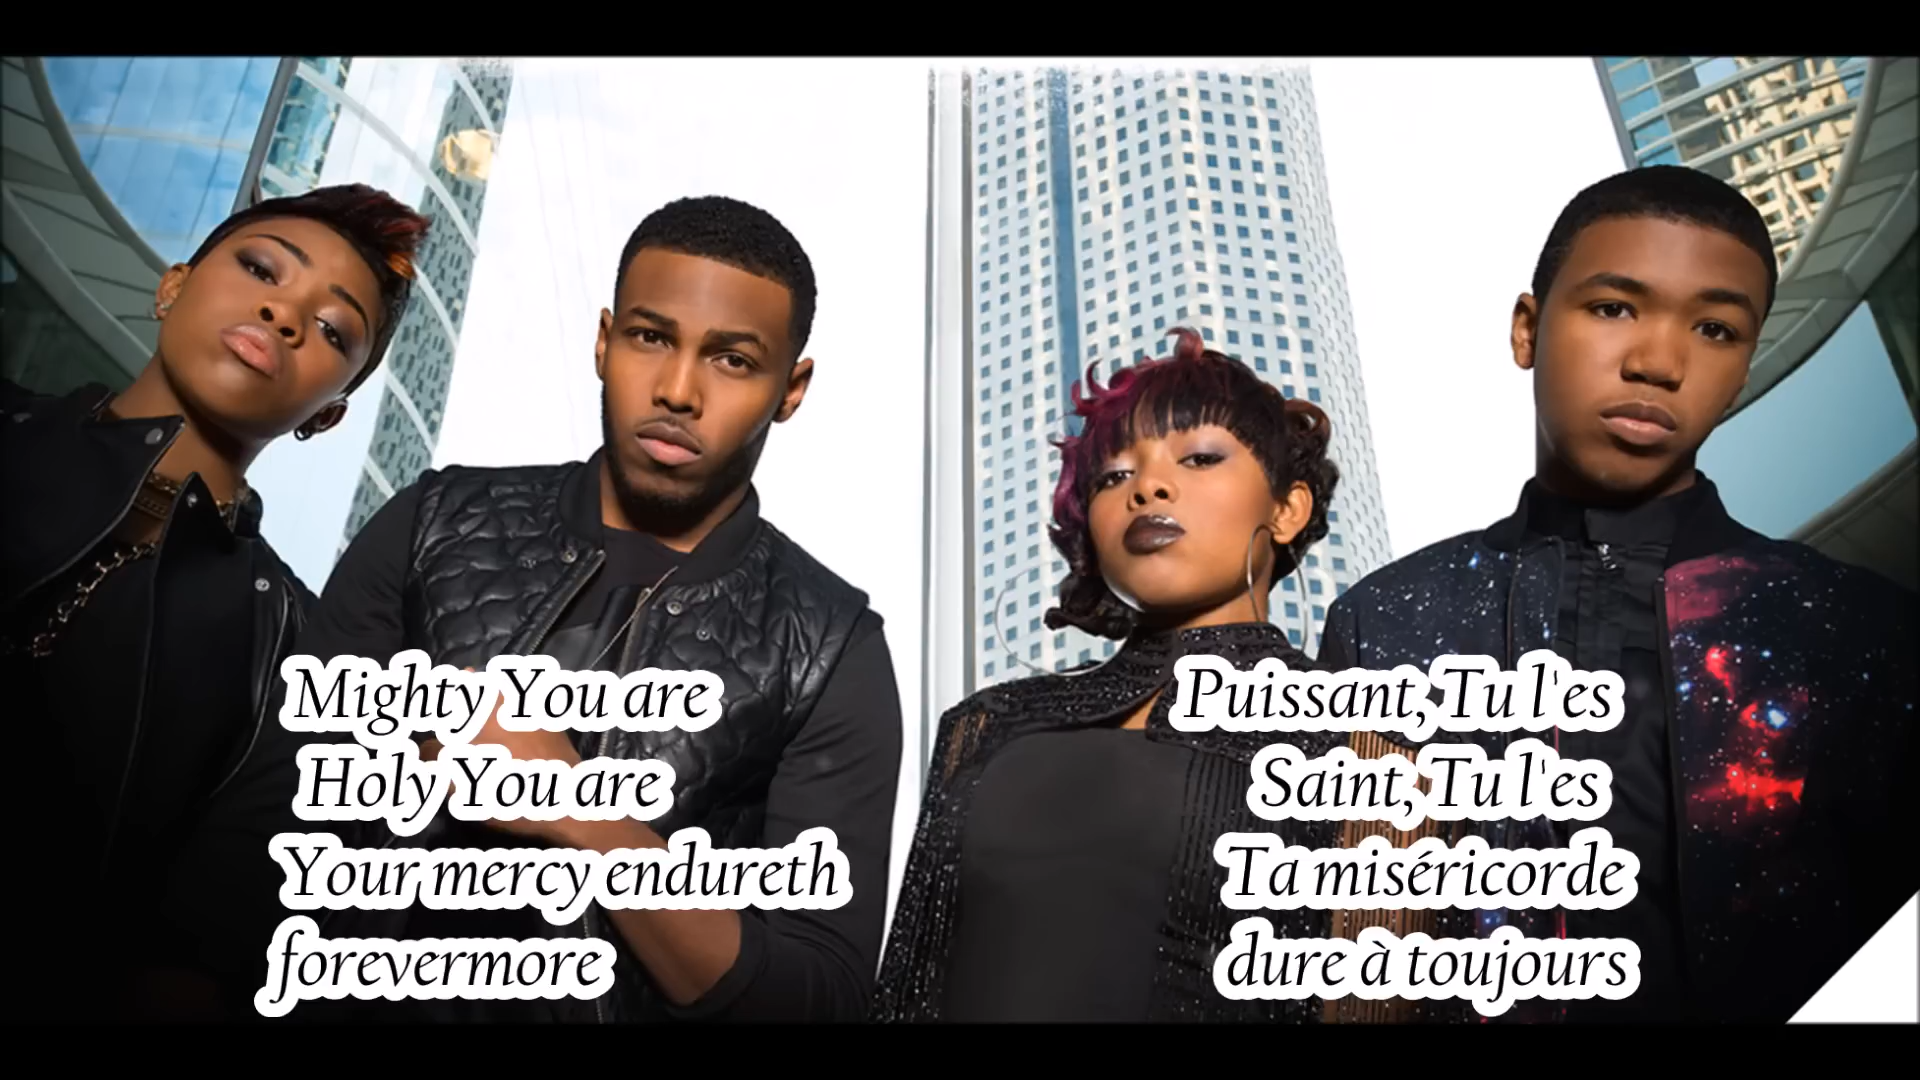 Mighty You are
Holy You are
Your mercy endureth
forevermore
Puissant, Tu l'es
Saint, Tu l'es
Ta miséricorde
dure à toujours